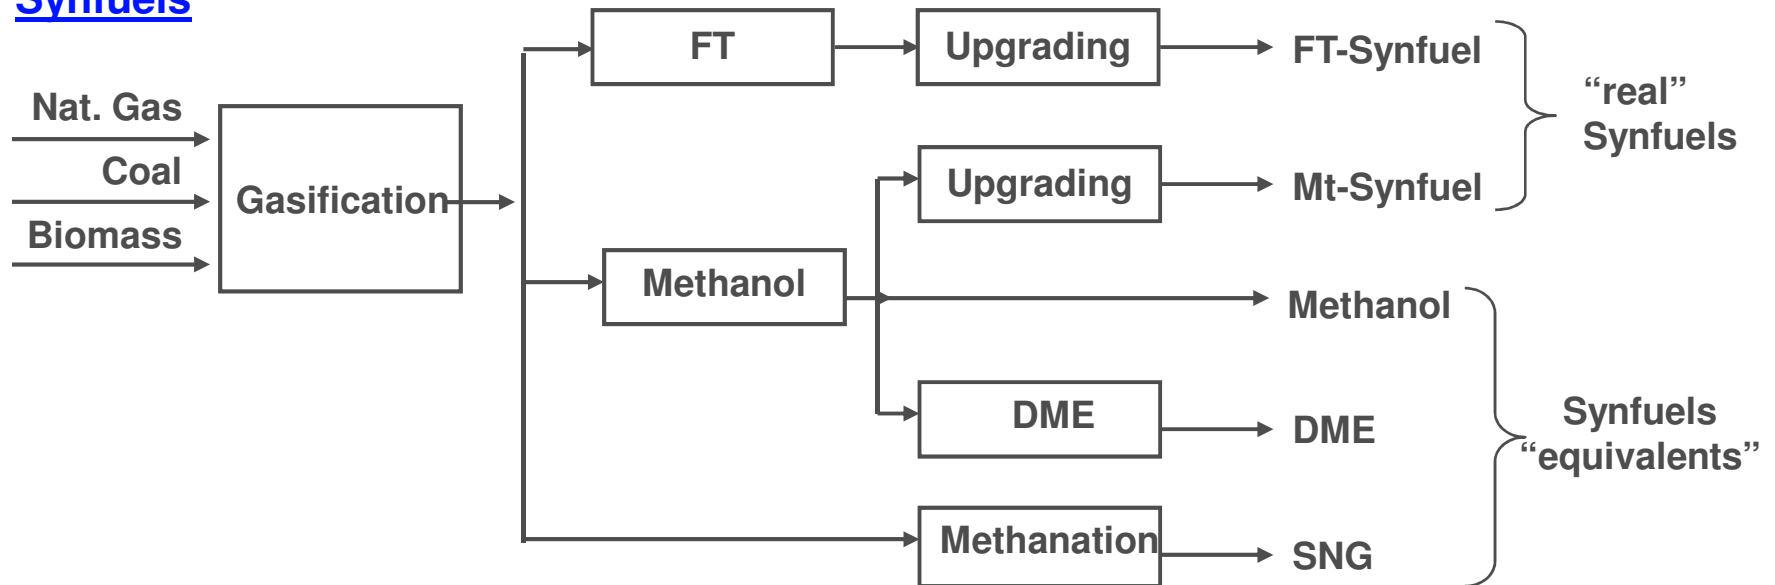 Synfuels
FT
Upgrading
FT-Synfuel
Nat. Gas
“real”
Synfuels
Coal
Gasification
Upgrading
Mt-Synfuel
Biomass
Methanol
Methanol
DME
DME
Synfuels
“equivalents”
Methanation
SNG